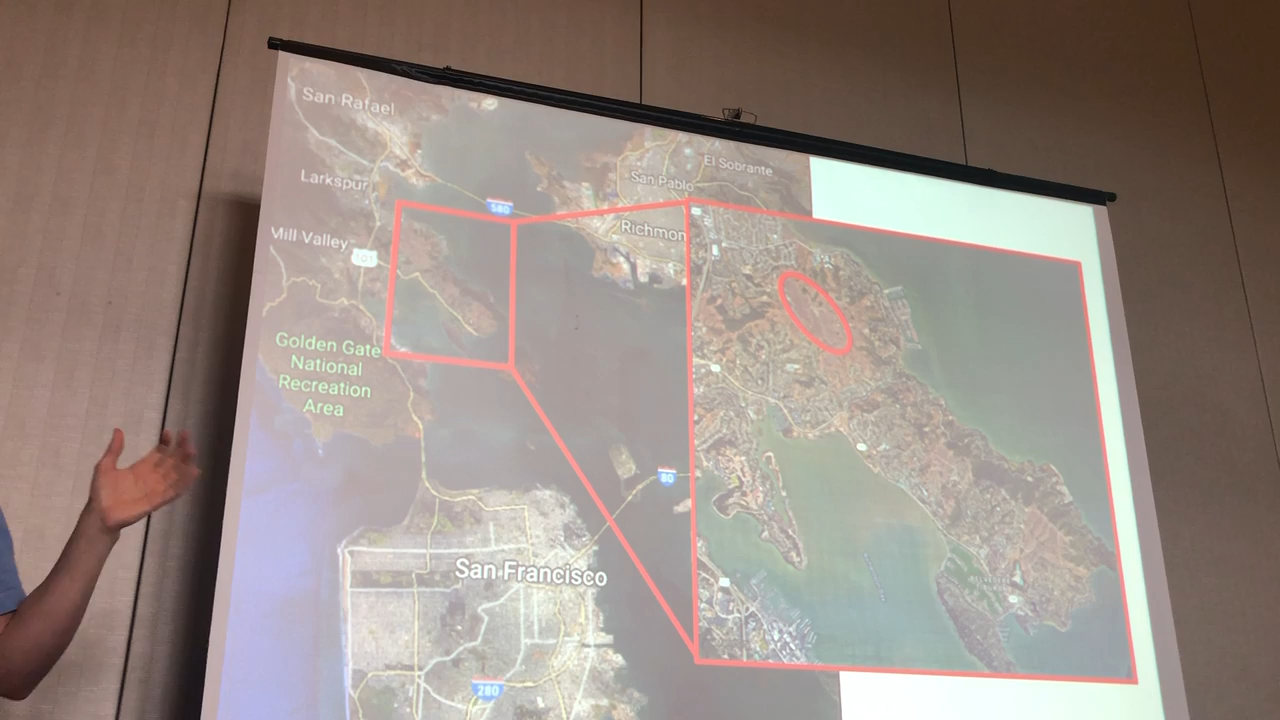 San Rafael
El Sobrante
San Pablo
Larkspur
580
Richmon
Mill Valley
101
Golden Gate
National
Recreation
Area
80
San Francisco
BELVEDERE
280